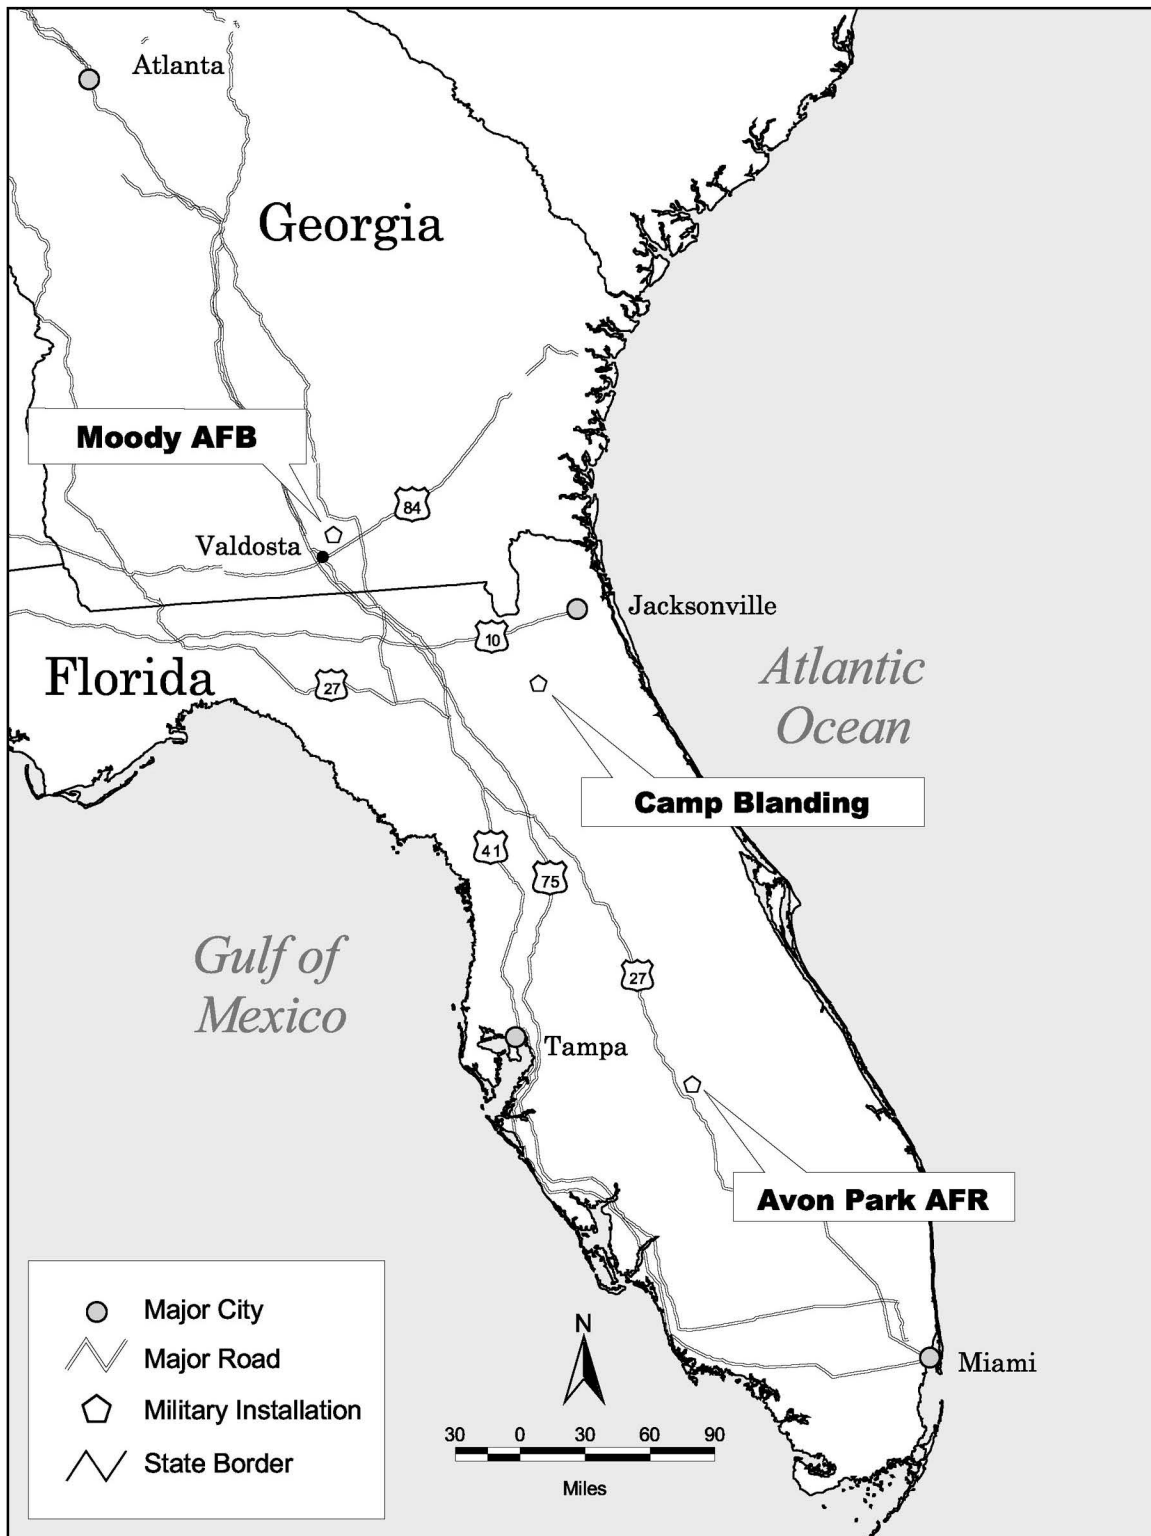 Atlanta
Georgia
Moody AFB
84
Valdosta
Jacksonville
10
Florida
27
Atlantic
Ocean
Camp Blanding
41
75
Gulf of
Mexico
27
Tampa
Avon Park AFR
Major City
Major Road
Military Installation
State Border
N
30 0 30 60 90
Miles
Miami